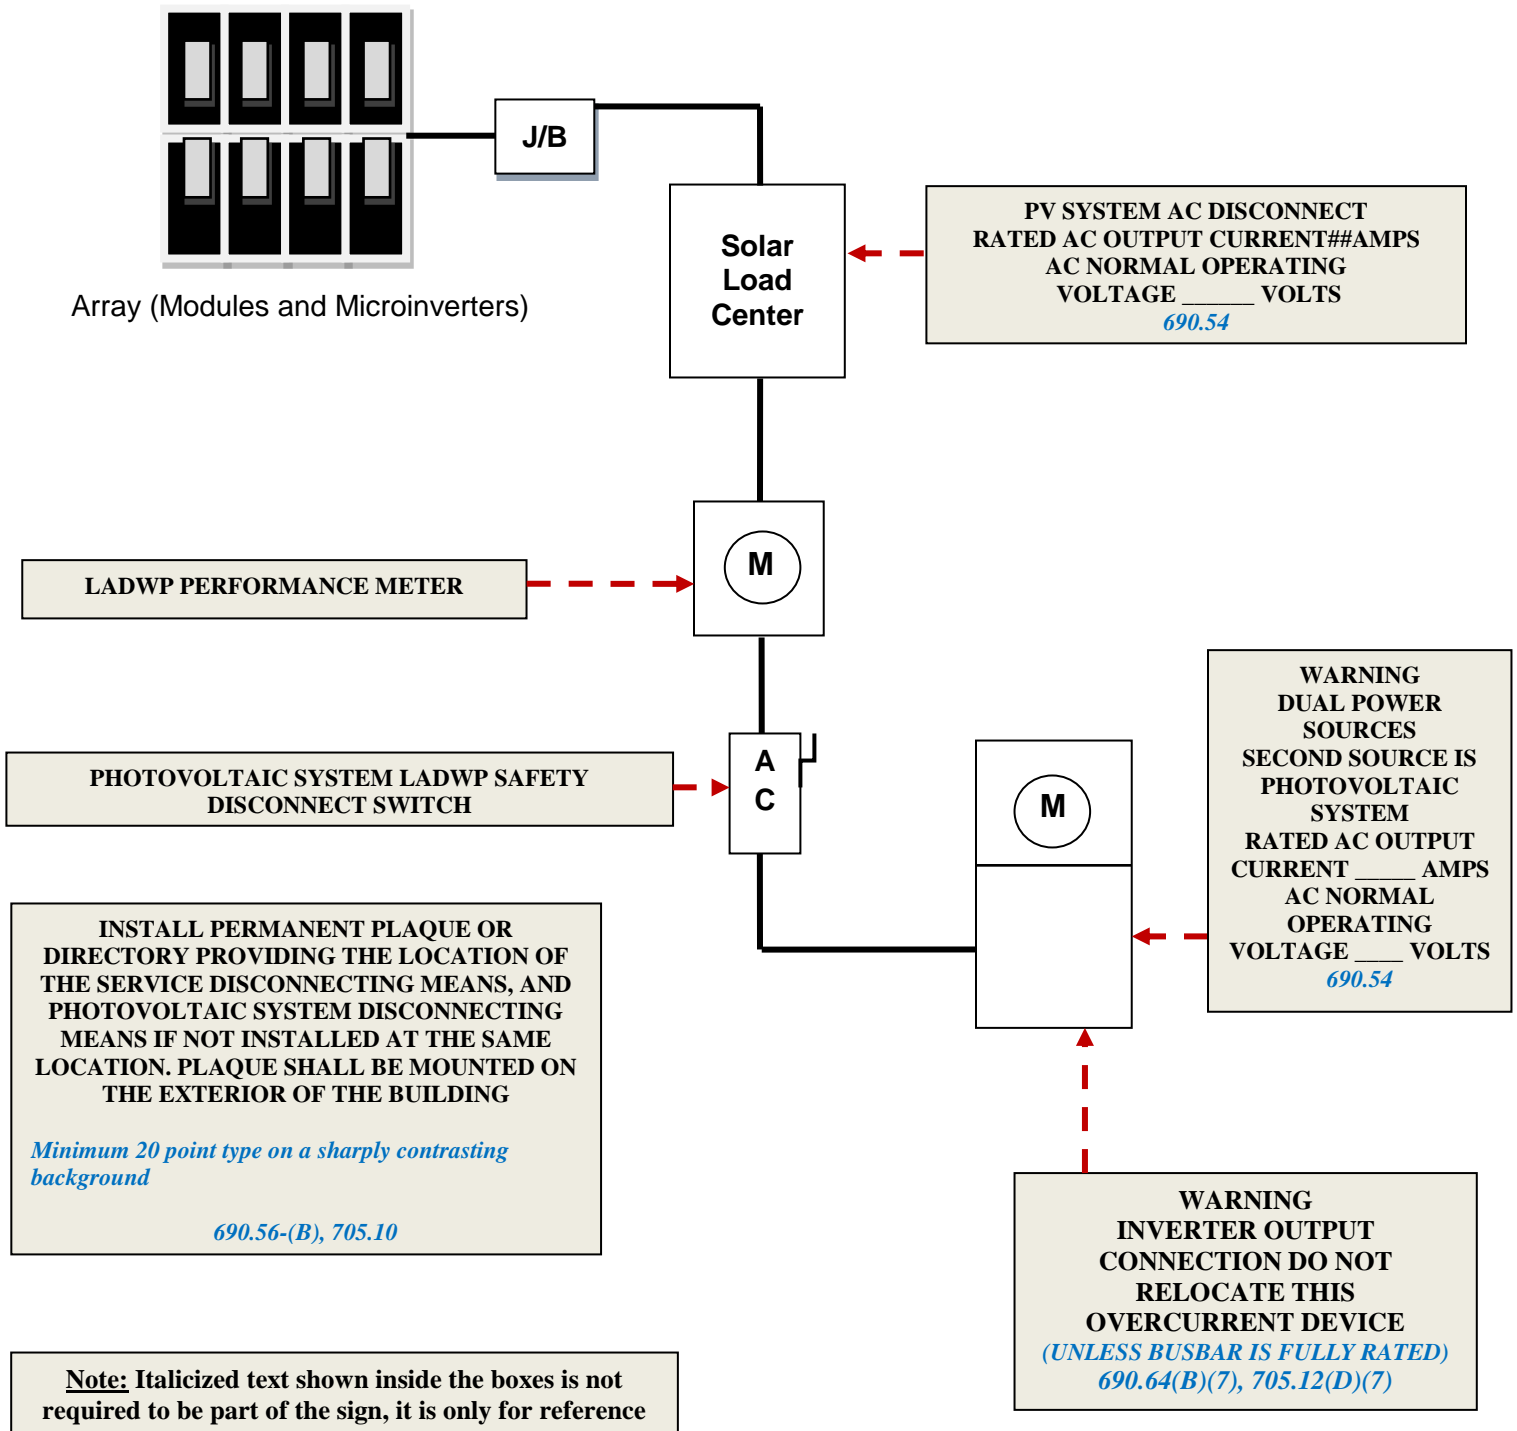 J/B
Array (Modules and Microinverters)
Solar
Load
Center
PV SYSTEM AC DISCONNECT
RATED AC OUTPUT CURRENT##AMPS
AC NORMAL OPERATING
VOLTAGE ______ VOLTS
690.54
M
LADWP PERFORMANCE METER
A
C
PHOTOVOLTAIC SYSTEM LADWP SAFETY
DISCONNECT SWITCH
M
WARNING
DUAL POWER
SOURCES
SECOND SOURCE IS
PHOTOVOLTAIC
SYSTEM
RATED AC OUTPUT
CURRENT _____ AMPS
AC NORMAL
OPERATING
VOLTAGE ____ VOLTS
690.54
INSTALL PERMANENT PLAQUE OR
DIRECTORY PROVIDING THE LOCATION OF
THE SERVICE DISCONNECTING MEANS, AND
PHOTOVOLTAIC SYSTEM DISCONNECTING
MEANS IF NOT INSTALLED AT THE SAME
LOCATION. PLAQUE SHALL BE MOUNTED ON
THE EXTERIOR OF THE BUILDING
Minimum 20 point type on a sharply contrasting
background
690.56-(B), 705.10
WARNING
INVERTER OUTPUT
CONNECTION DO NOT
RELOCATE THIS
OVERCURRENT DEVICE
(UNLESS BUSBAR IS FULLY RATED)
690.64(B)(7), 705.12(D)(7)
Note: Italicized text shown inside the boxes is not
required to be part of the sign, it is only for reference